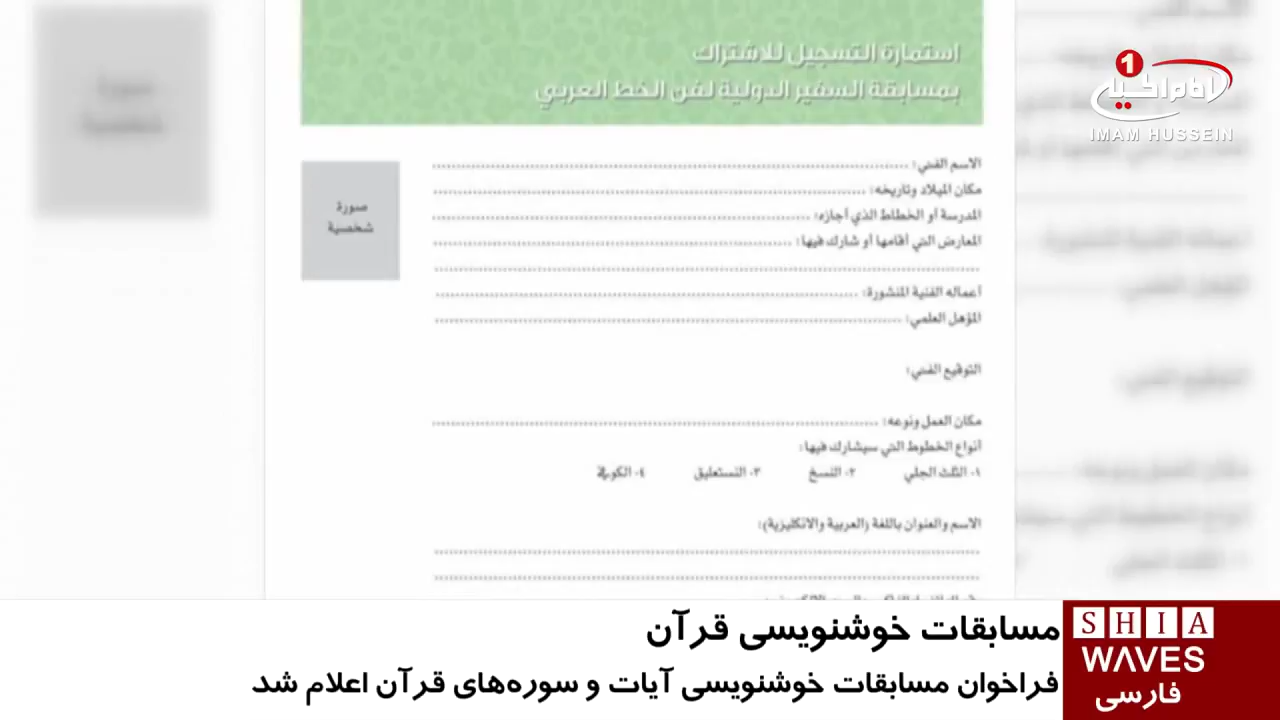 استمارة التسجيل للاشتراك
بمسابقة السفير الدولية لفن الخط العربي
1
IMAM HUSSEIN
صورة
شخصية
الاسم الفني:
مكان الميلاد وتاريخه:
المدرسة أو الخطاط الذي أجازه:
المعارض التي أقامها أو شارك فيها:
أعماله الفنية المنشورة:
المؤهل العلمي:
التوقيع الفني:
مكان العمل ونوعه:
أنواع الخطوط التي سيشارك فيها:
١- الثلث الجلي ٢- النسخ ٣- النستعليق ٤- الكوفي
الاسم والعنوان باللغة (العربية والانكليزية):
مسابقات خوشنویسی قرآن
فراخوان مسابقات خوشنویسی آیات و سوره‌های قرآن اعلام شد
SHIA
WAVES
فارسی